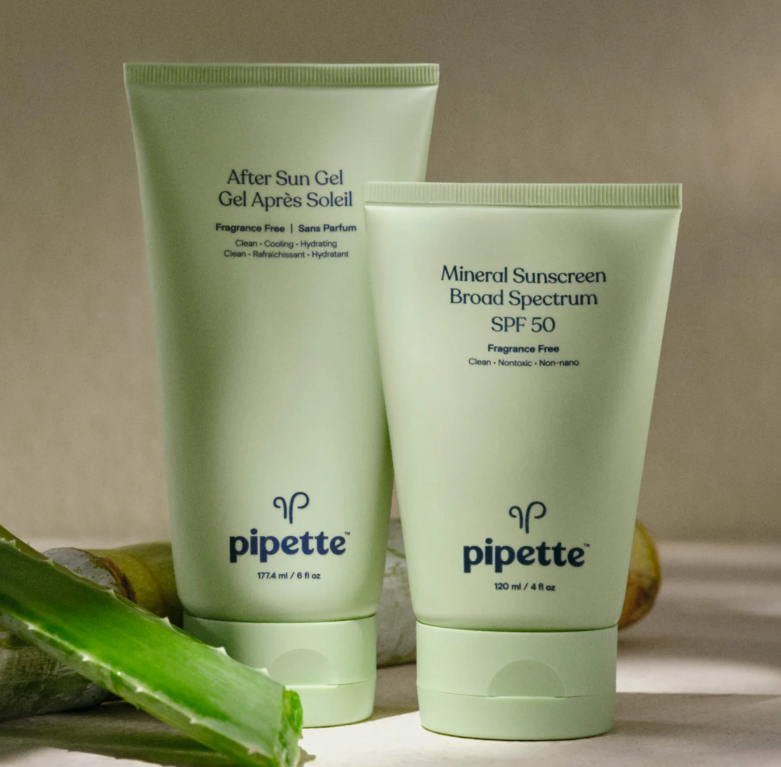 After Sun Gel
Gel Après Soleil
Fragrance Free | Sans Parfum
Clean • Cooling • Hydrating
Clean • Rafraîchissant • Hydratant
pipette™
177.4 ml / 6 fl oz
Mineral Sunscreen
Broad Spectrum
SPF 50
Fragrance Free
Clean • Nontoxic • Non-nano
pipette™
120 ml / 4 fl oz